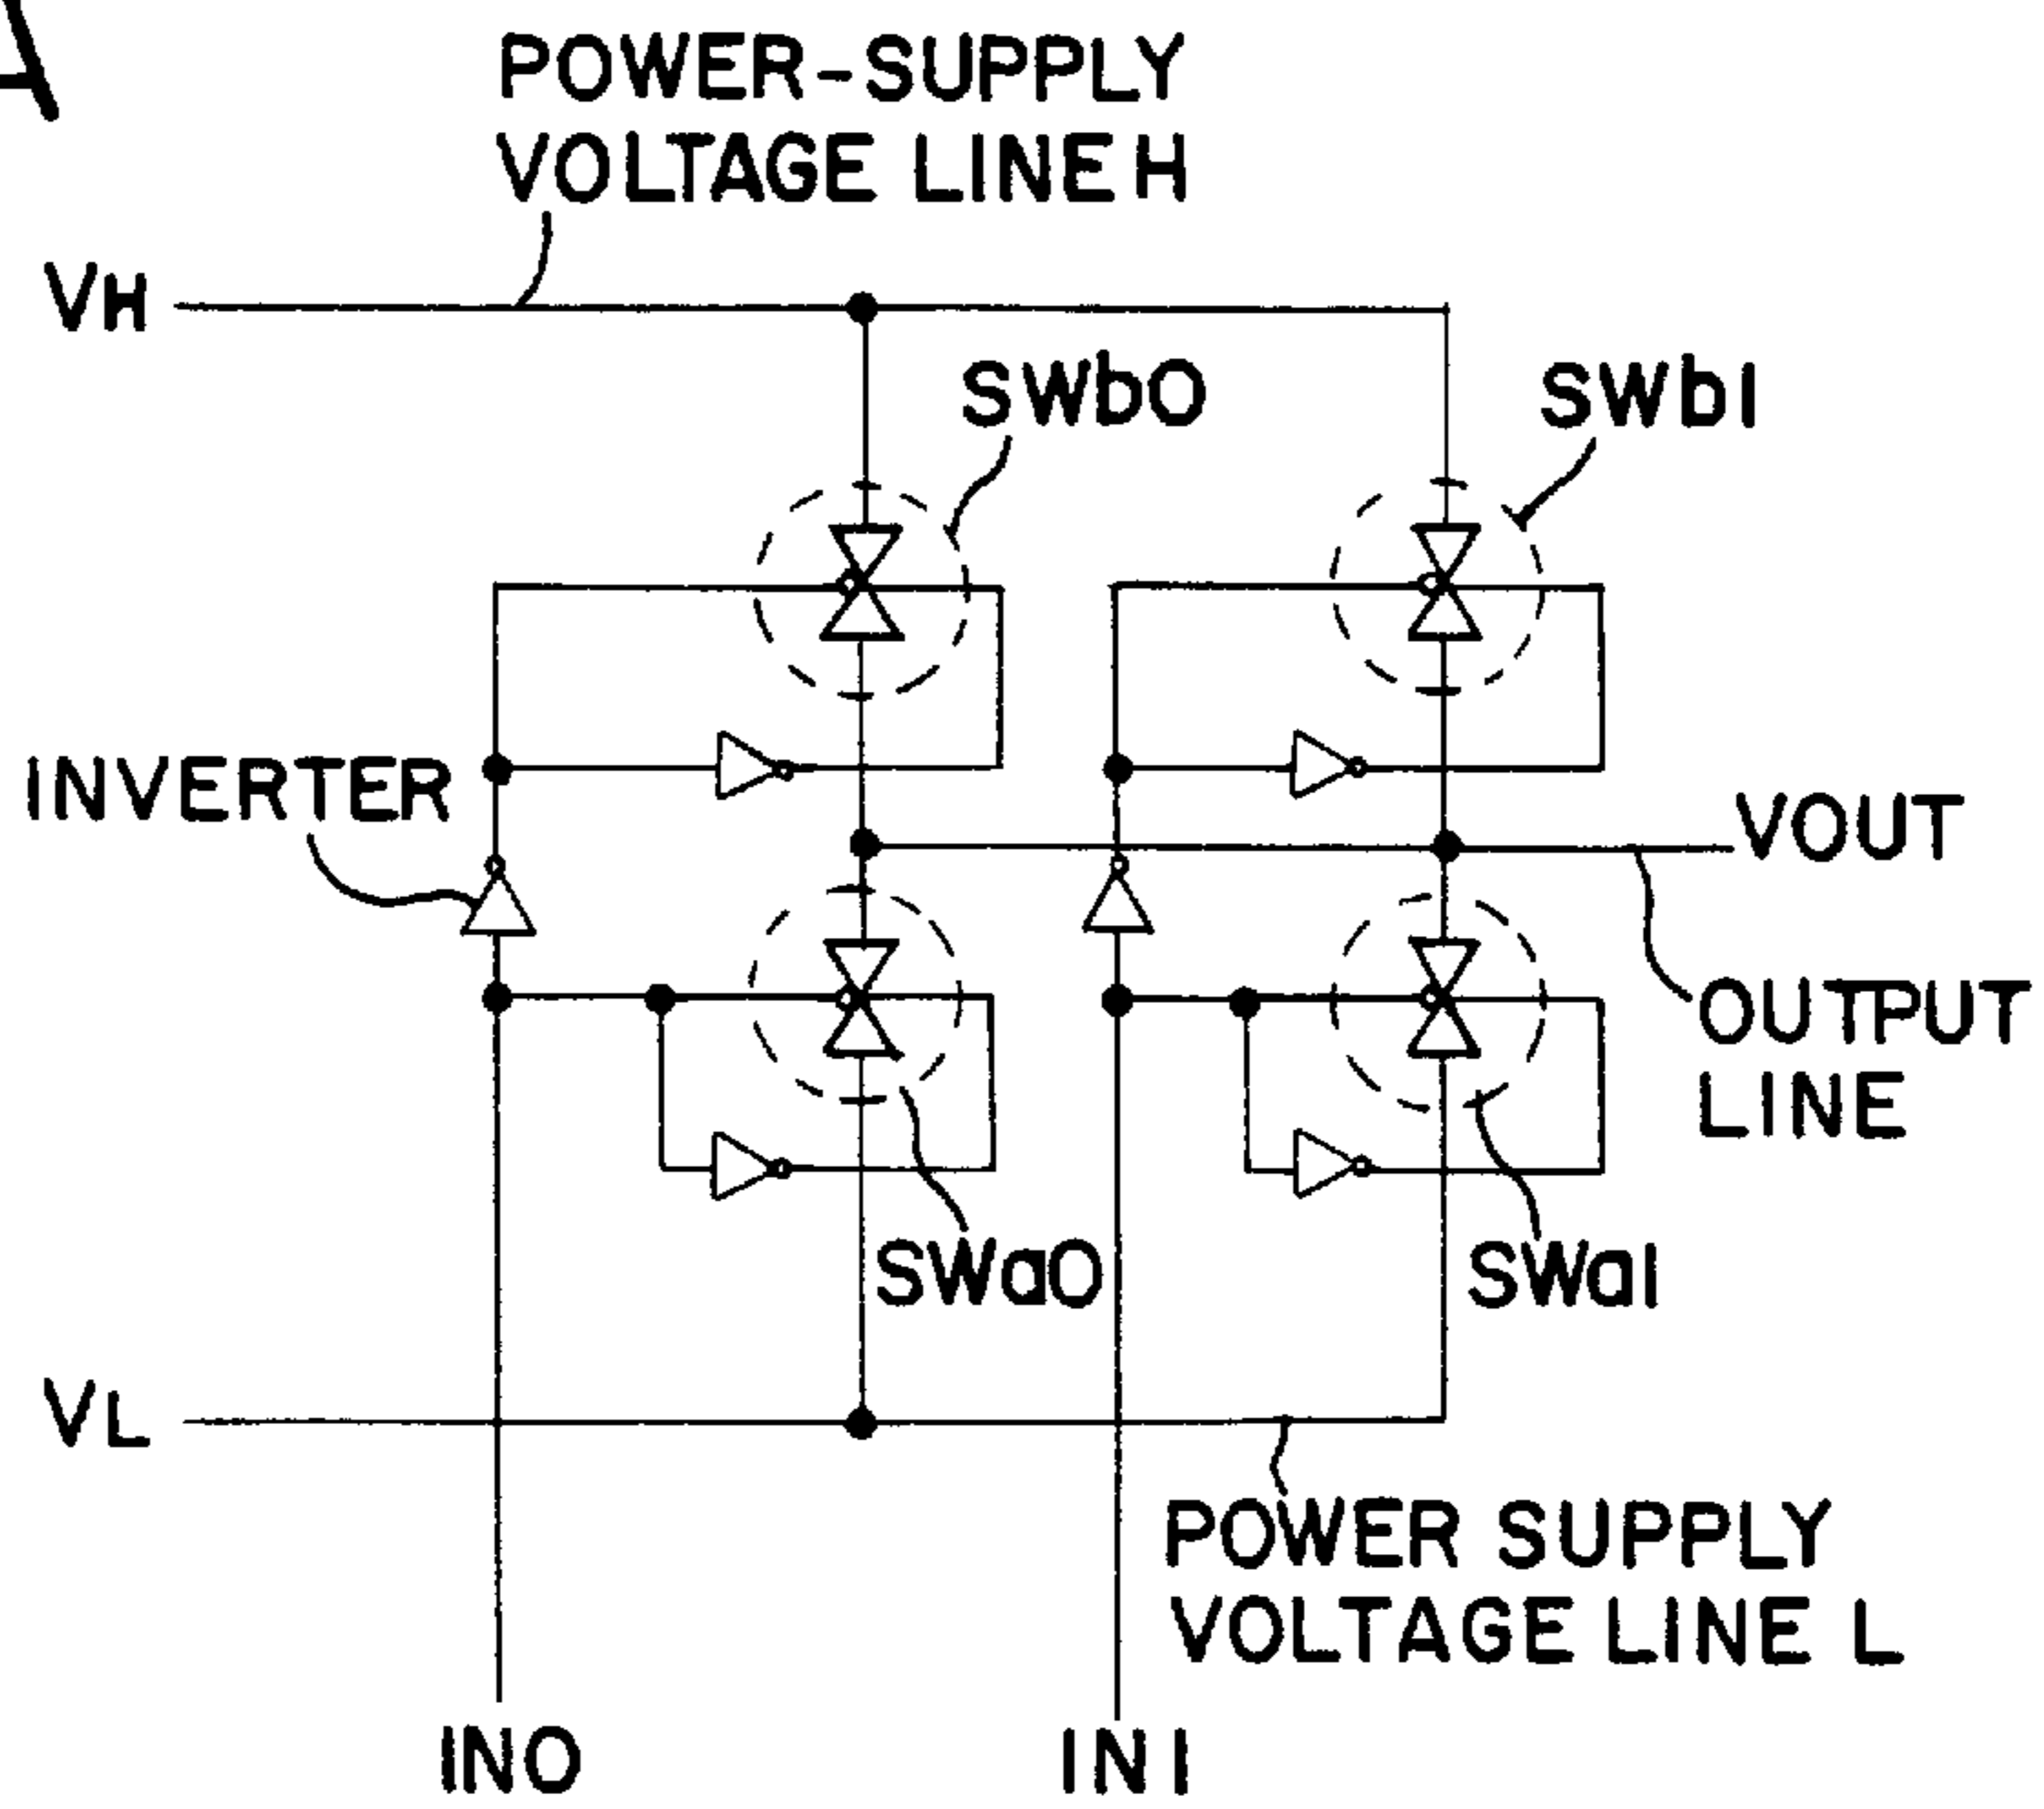 A
POWER-SUPPLY
VOLTAGE LINE H
VH
SWb0
SWb1
INVERTER
VOUT
OUTPUT
LINE
SWa0
SWa1
VL
POWER SUPPLY
VOLTAGE LINE L
IN0
IN1